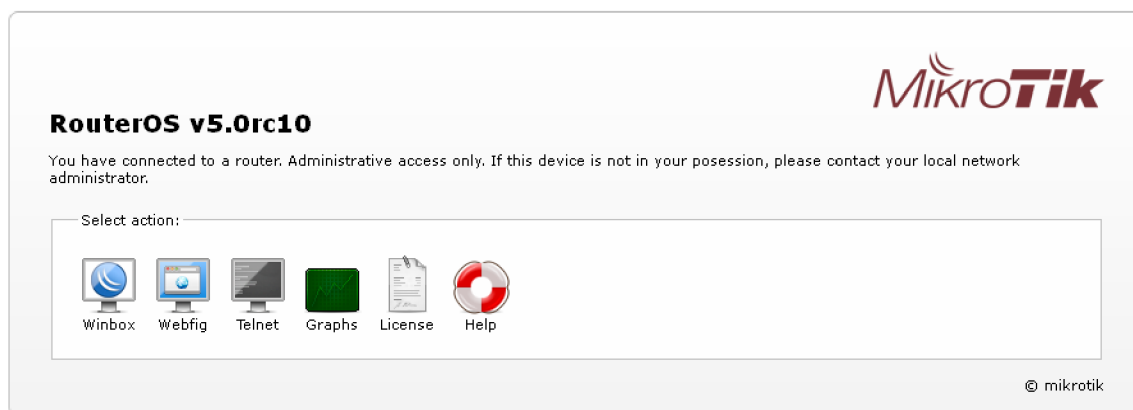 MikroTik
RouterOS v5.0rc10
You have connected to a router. Administrative access only. If this device is not in your posession, please contact your local network
administrator.
Select action:
Winbox Webfig Telnet Graphs License Help
© mikrotik